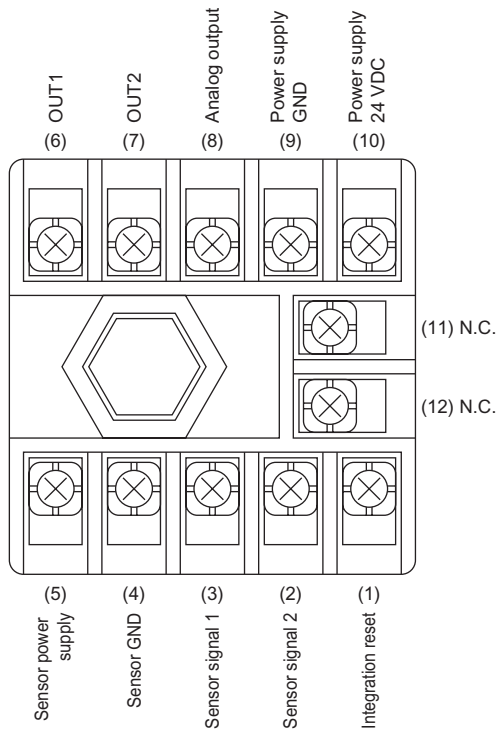 OUT1
(6)
OUT2
(7)
Analog output
(8)
Power supply
GND
(9)
Power supply
24 VDC
(10)
(11) N.C.
(12) N.C.
(5)
Sensor power
supply
(4)
Sensor GND
(3)
Sensor signal 1
(2)
Sensor signal 2
(1)
Integration reset